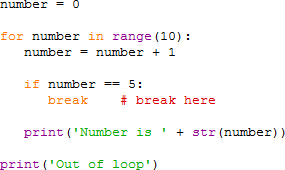 number = 0
for number in range(10):
   number = number + 1
   if number == 5:
      break    # break here
   print('Number is ' + str(number))
print('Out of loop')